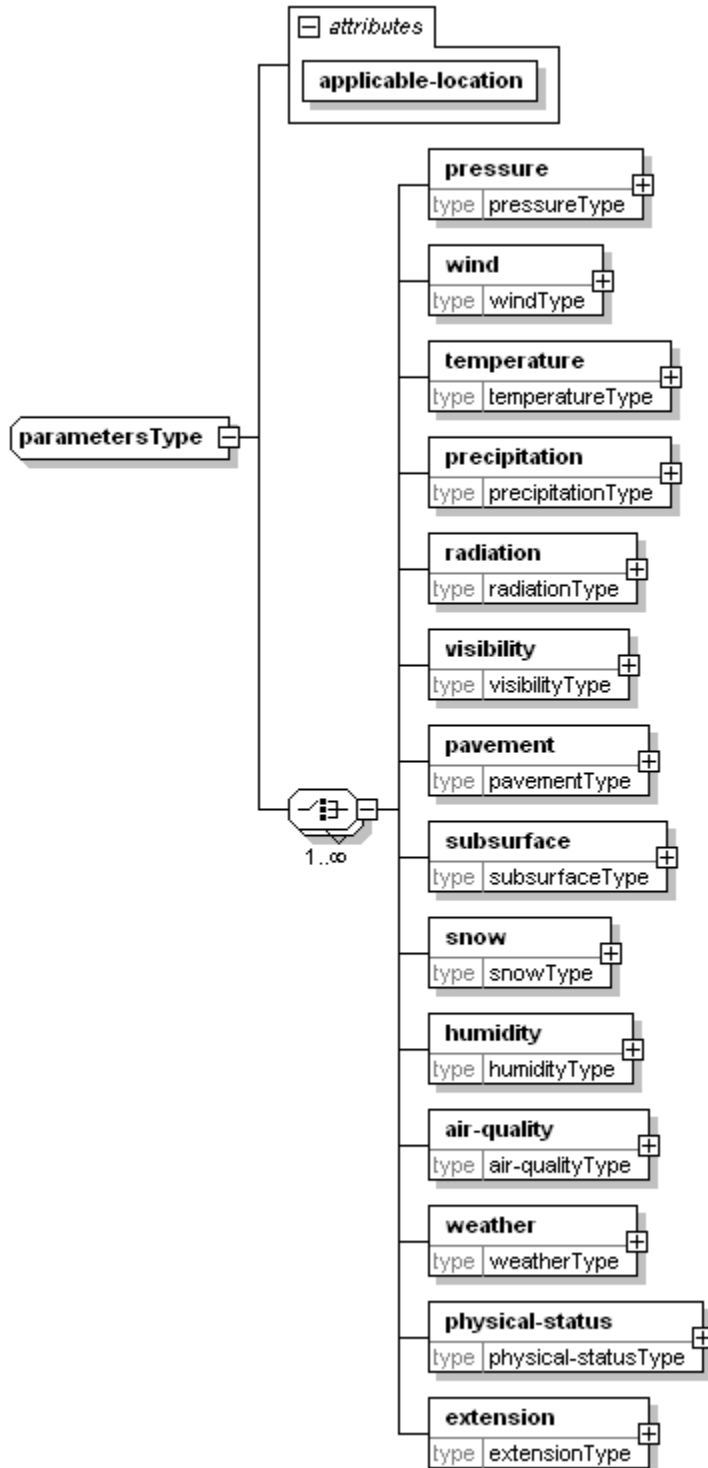 attributes
applicable-location
pressure
type pressureType
wind
type windType
temperature
type temperatureType
parametersType
precipitation
type precipitationType
radiation
type radiationType
visibility
type visibilityType
pavement
type pavementType
1..∞
subsurface
type subsurfaceType
snow
type snowType
humidity
type humidityType
air-quality
type air-qualityType
weather
type weatherType
physical-status
type physical-statusType
extension
type extensionType